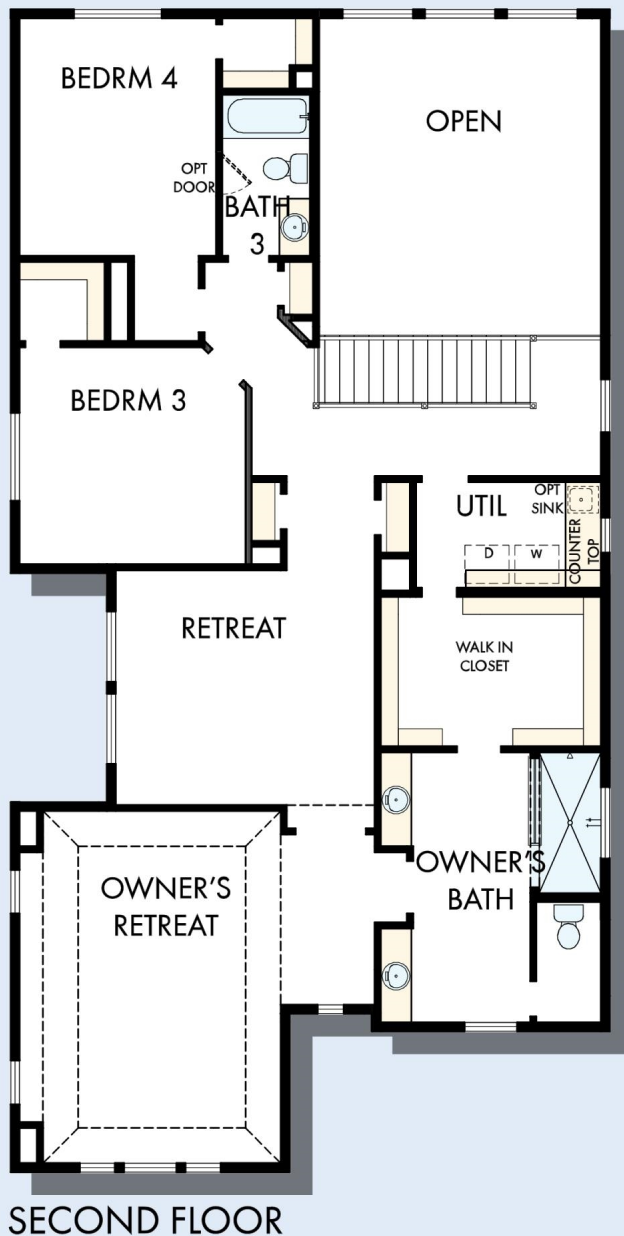 BEDRM 4
OPEN
OPT
DOOR
BATH
3
BEDRM 3
UTIL
OPT
SINK
D
W
COUNTER
TOP
RETREAT
WALK IN
CLOSET
OWNER'S
BATH
OWNER'S
RETREAT
SECOND FLOOR